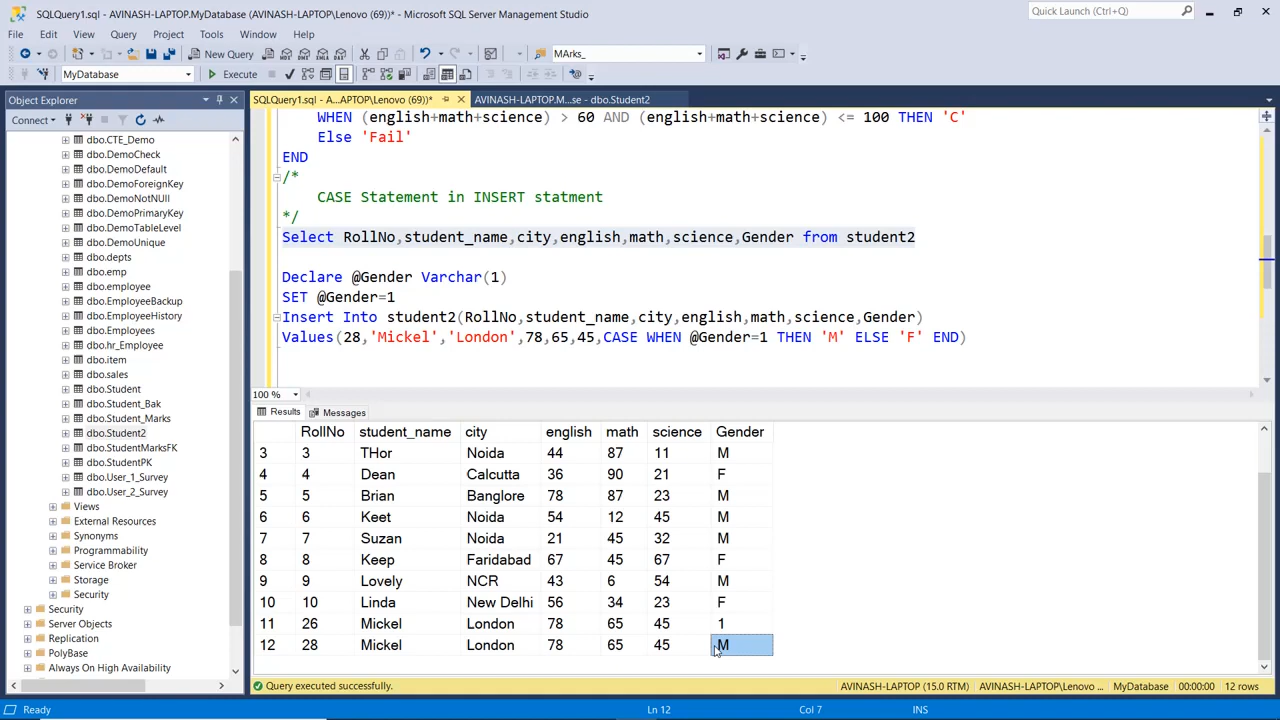 SQLQuery1.sql - AVINASH-LAPTOP.MyDatabase (AVINASH-LAPTOP\Lenovo (69))* - Microsoft SQL Server Management Studio
Quick Launch (Ctrl+Q)
File Edit View Query Project Tools Window Help
New Query MDX DMX XMLA DAX MArks_
MyDatabase Execute
Object Explorer
SQLQuery1.sql - A...APTOP\Lenovo (69))* AVINASH-LAPTOP.M...se - dbo.Student2
Connect
dbo.CTE_Demo
dbo.DemoCheck
dbo.DemoDefault
dbo.DemoForeignKey
dbo.DemoNotNUll
dbo.DemoPrimaryKey
dbo.DemoTableLevel
dbo.DemoUnique
dbo.depts
dbo.emp
dbo.employee
dbo.EmployeeBackup
dbo.EmployeeHistory
dbo.Employees
dbo.hr_Employee
dbo.item
dbo.sales
dbo.Student
dbo.Student_Bak
dbo.Student_Marks
dbo.Student2
dbo.StudentMarksFK
dbo.StudentPK
dbo.User_1_Survey
dbo.User_2_Survey
Views
External Resources
Synonyms
Programmability
Service Broker
Storage
Security
Security
Server Objects
Replication
PolyBase
Always On High Availability
WHEN (english+math+science) > 60 AND (english+math+science) <= 100 THEN 'C'
Else 'Fail'
END
/*
CASE Statement in INSERT statment
*/
Select RollNo,student_name,city,english,math,science,Gender from student2
Declare @Gender Varchar(1)
SET @Gender=1
Insert Into student2(RollNo,student_name,city,english,math,science,Gender)
Values(28,'Mickel','London',78,65,45,CASE WHEN @Gender=1 THEN 'M' ELSE 'F' END)
100 %
Results Messages
RollNo student_name city english math science Gender
3 3 THor Noida 44 87 11 M
4 4 Dean Calcutta 36 90 21 F
5 5 Brian Banglore 78 87 23 M
6 6 Keet Noida 54 12 45 M
7 7 Suzan Noida 21 45 32 M
8 8 Keep Faridabad 67 45 67 F
9 9 Lovely NCR 43 6 54 M
10 10 Linda New Delhi 56 34 23 F
11 26 Mickel London 78 65 45 1
12 28 Mickel London 78 65 45 M
Query executed successfully. AVINASH-LAPTOP (15.0 RTM) AVINASH-LAPTOP\Lenovo ... MyDatabase 00:00:00 12 rows
Ready Ln 12 Col 7 INS